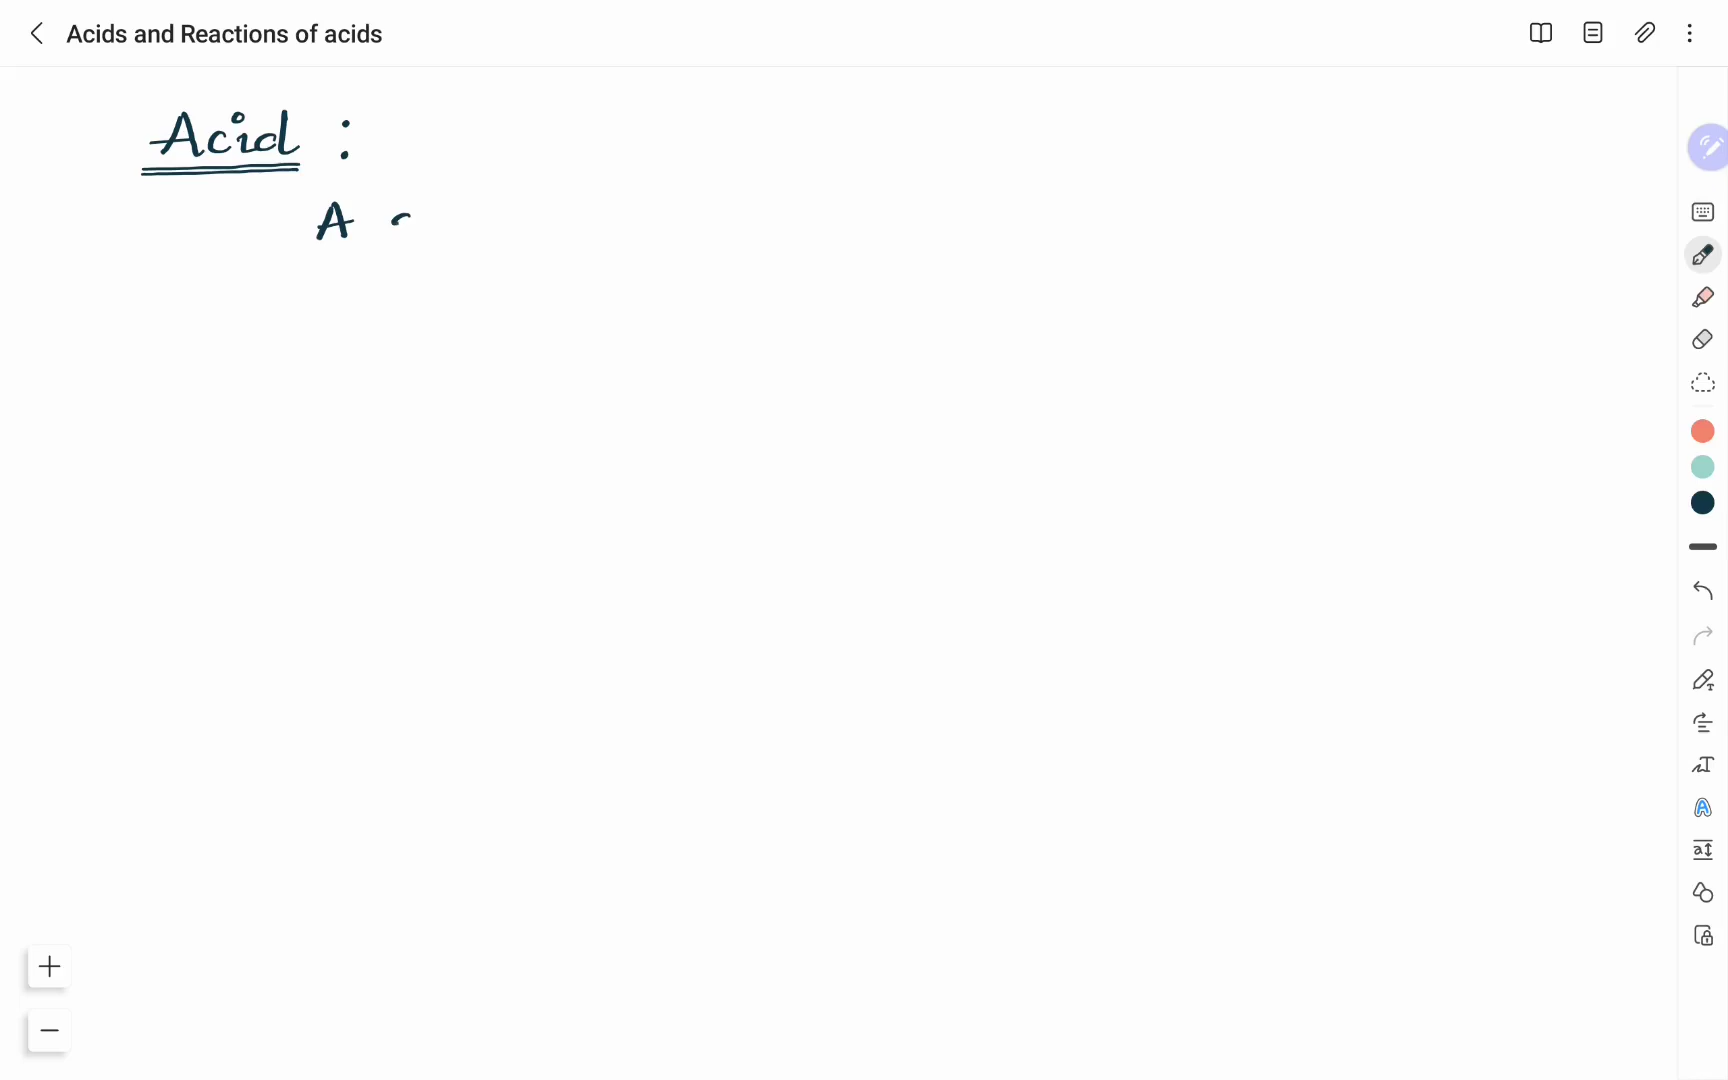 Acids and Reactions of acids
Acid :
A